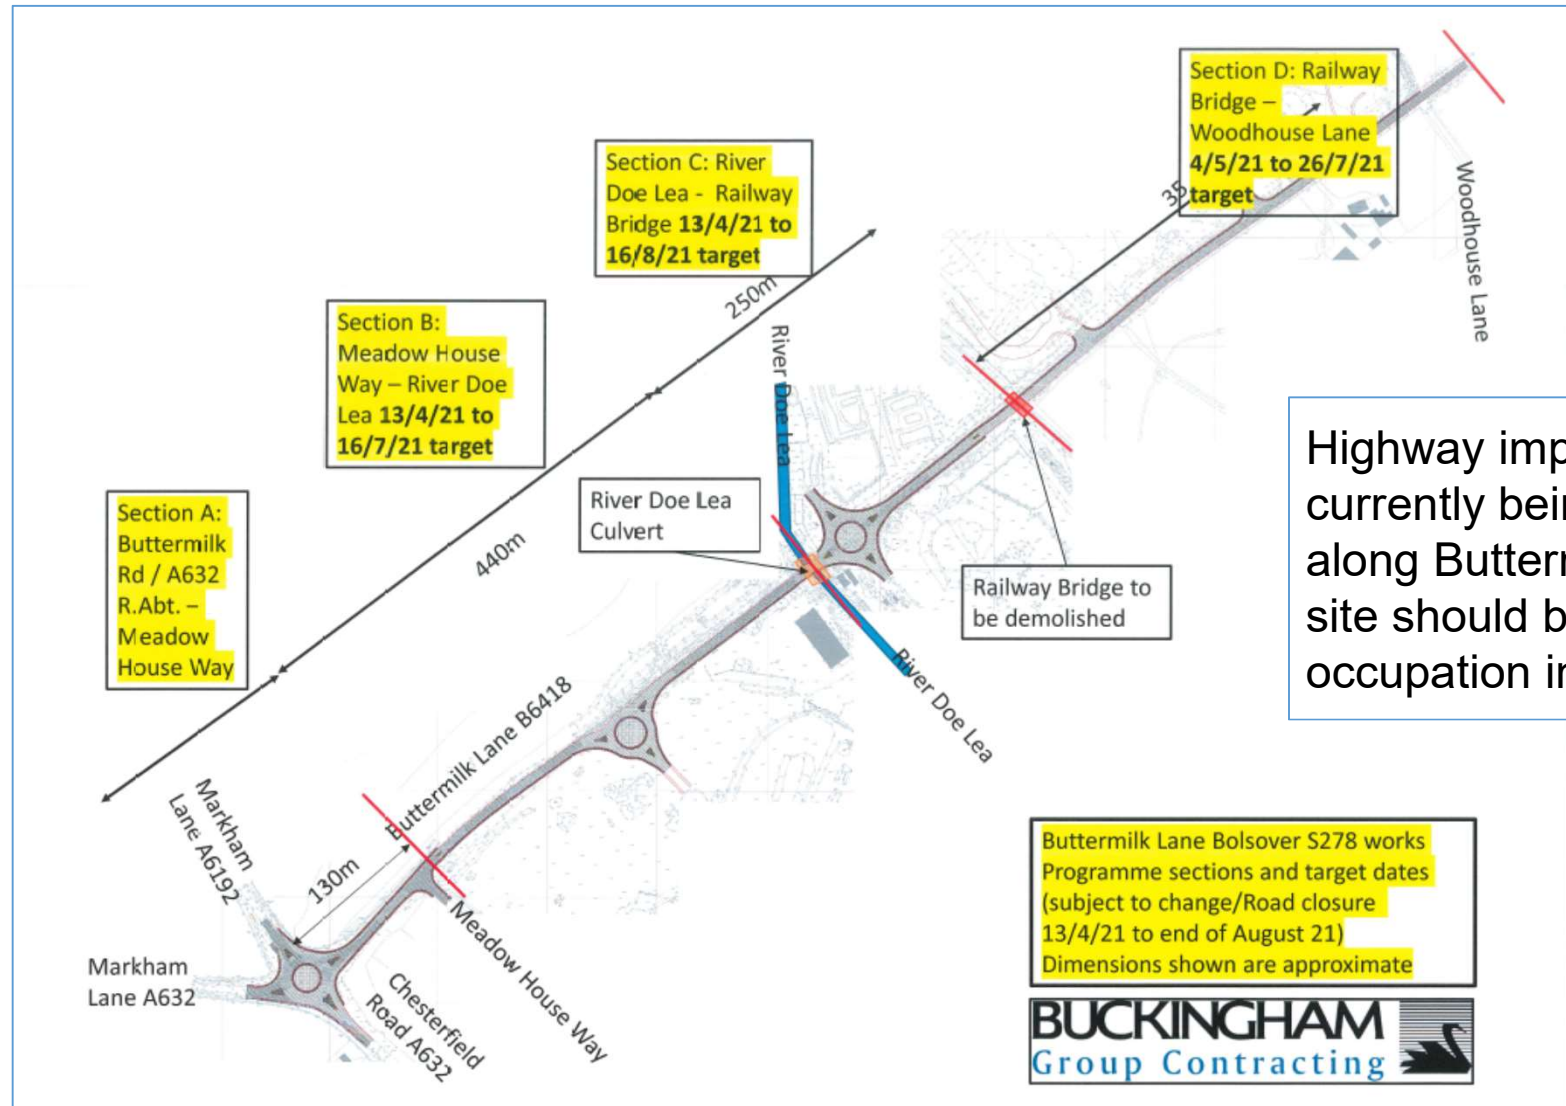 Section D: Railway
Bridge –
Woodhouse Lane
4/5/21 to 26/7/21
target
Section C: River
Doe Lea - Railway
Bridge 13/4/21 to
16/8/21 target
35
Woodhouse Lane
250m
Section B:
Meadow House
Way – River Doe
Lea 13/4/21 to
16/7/21 target
River Doe Lea
River Doe Lea
Culvert
440m
Section A:
Buttermilk
Rd / A632
R.Abt. –
Meadow
House Way
Railway Bridge to
be demolished
River Doe Lea
Highway imp
currently bei
along Butter
site should b
occupation i
Buttermilk Lane B6418
Markham
Lane A6192
130m
Meadow House Way
Markham
Lane A632
Chesterfield
Road A632
Buttermilk Lane Bolsover S278 works
Programme sections and target dates
(subject to change/Road closure
13/4/21 to end of August 21)
Dimensions shown are approximate
BUCKINGHAM
Group Contracting